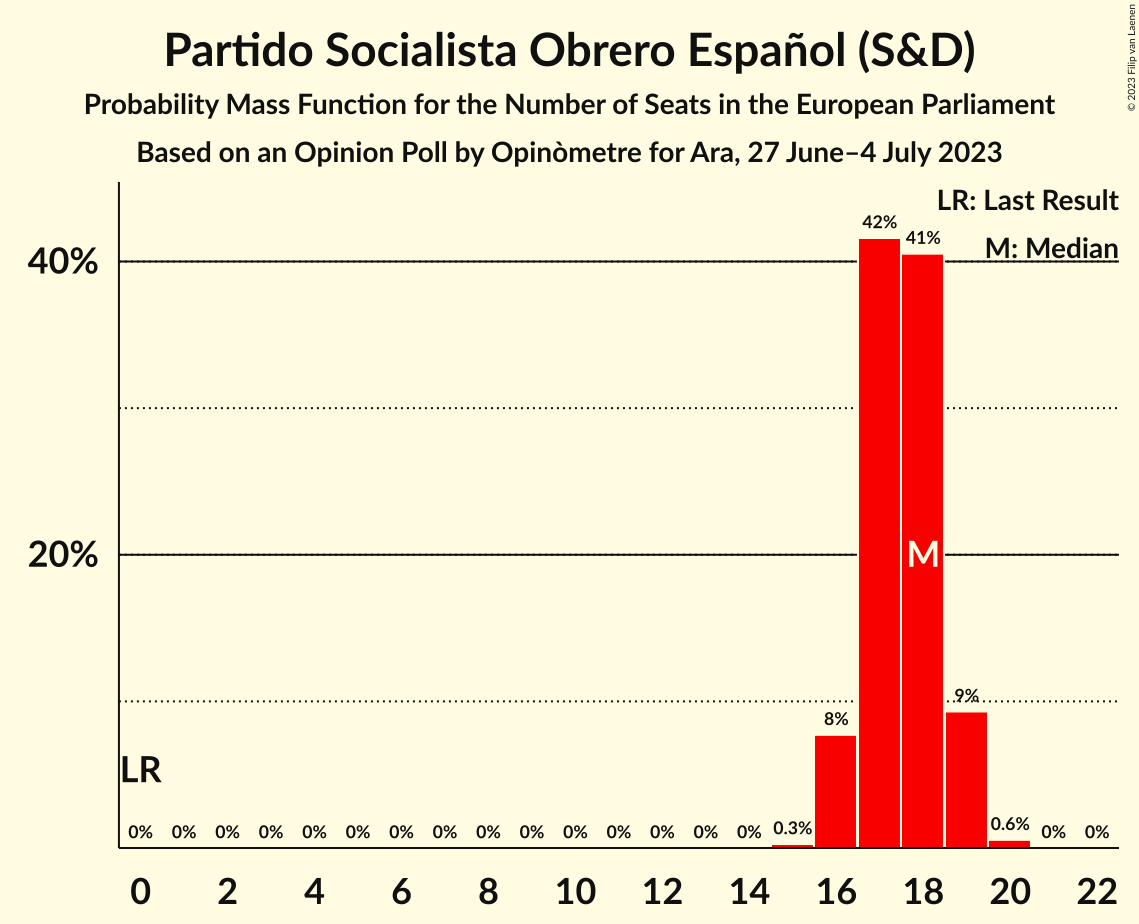 Partido Socialista Obrero Español (S&D)
Probability Mass Function for the Number of Seats in the European Parliament
Based on an Opinion Poll by Opinòmetre for Ara, 27 June–4 July 2023
© 2023 Filip van Laenen
LR: Last Result
M: Median
40%
20%
42%
41%
M
9%
8%
LR
0% 0% 0% 0% 0% 0% 0% 0% 0% 0% 0% 0% 0% 0% 0% 0.3% 0.6% 0% 0%
0 2 4 6 8 10 12 14 16 18 20 22